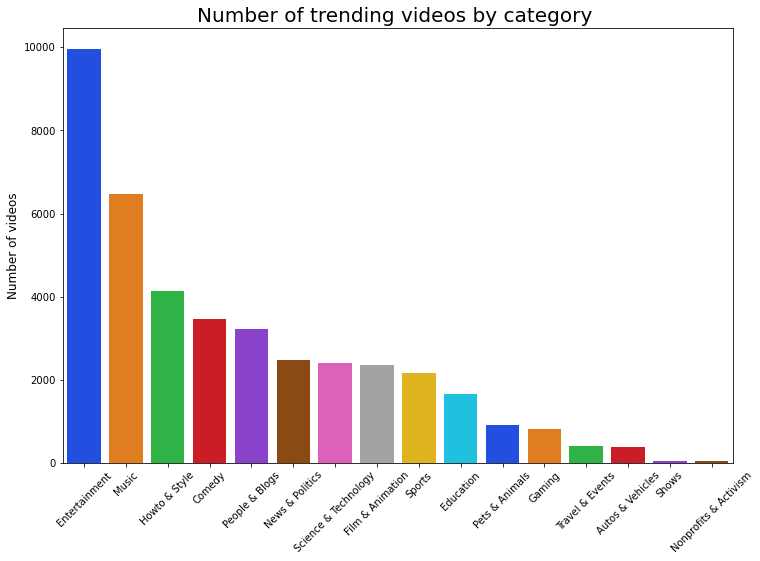 Number of trending videos by category
Number of videos
10000
8000
6000
4000
2000
0
Entertainment
Music
Howto & Style
Comedy
People & Blogs
News & Politics
Science & Technology
Film & Animation
Sports
Education
Pets & Animals
Gaming
Travel & Events
Autos & Vehicles
Shows
Nonprofits & Activism